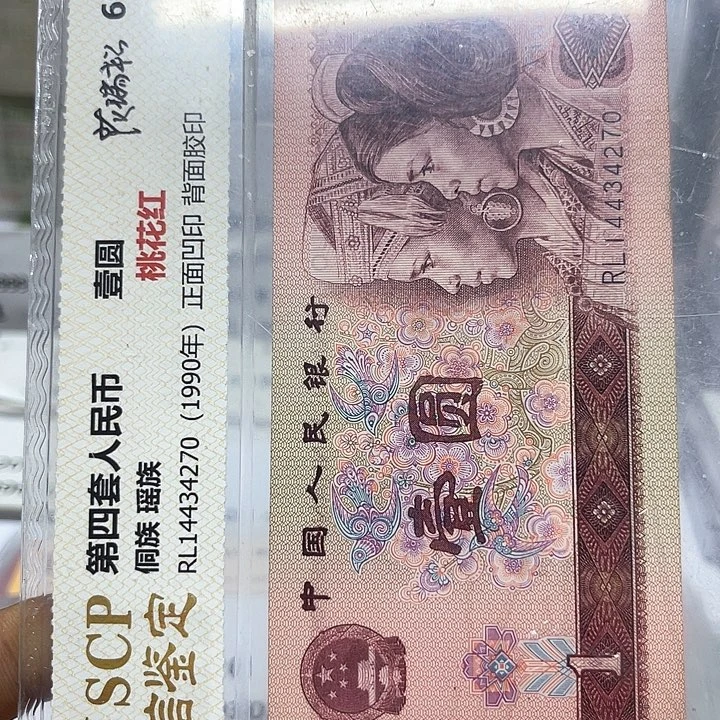 SCP
信鉴定
第四套人民币 壹圆
侗族 瑶族 桃花红
RL14434270（1990年）正面凹印 背面胶印
6
中国人民银行
壹圆
RL14434270
1